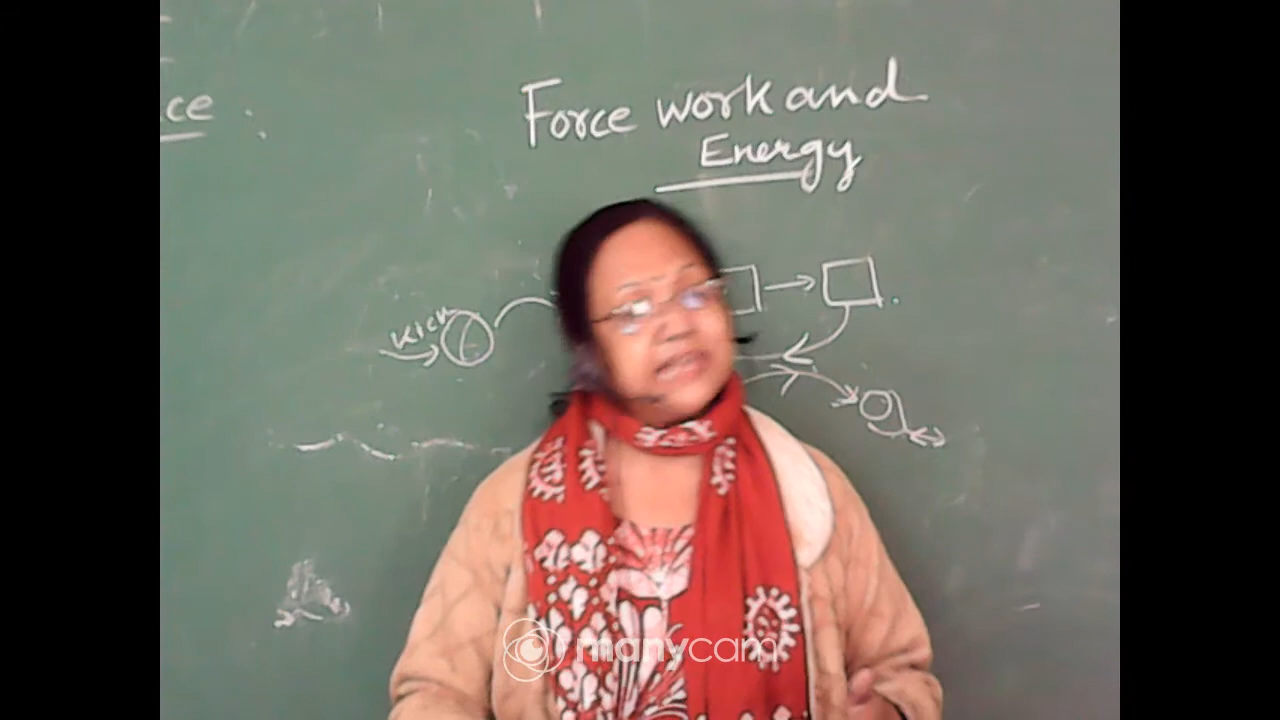 ce
Force work and
Energy
Kick
manycam